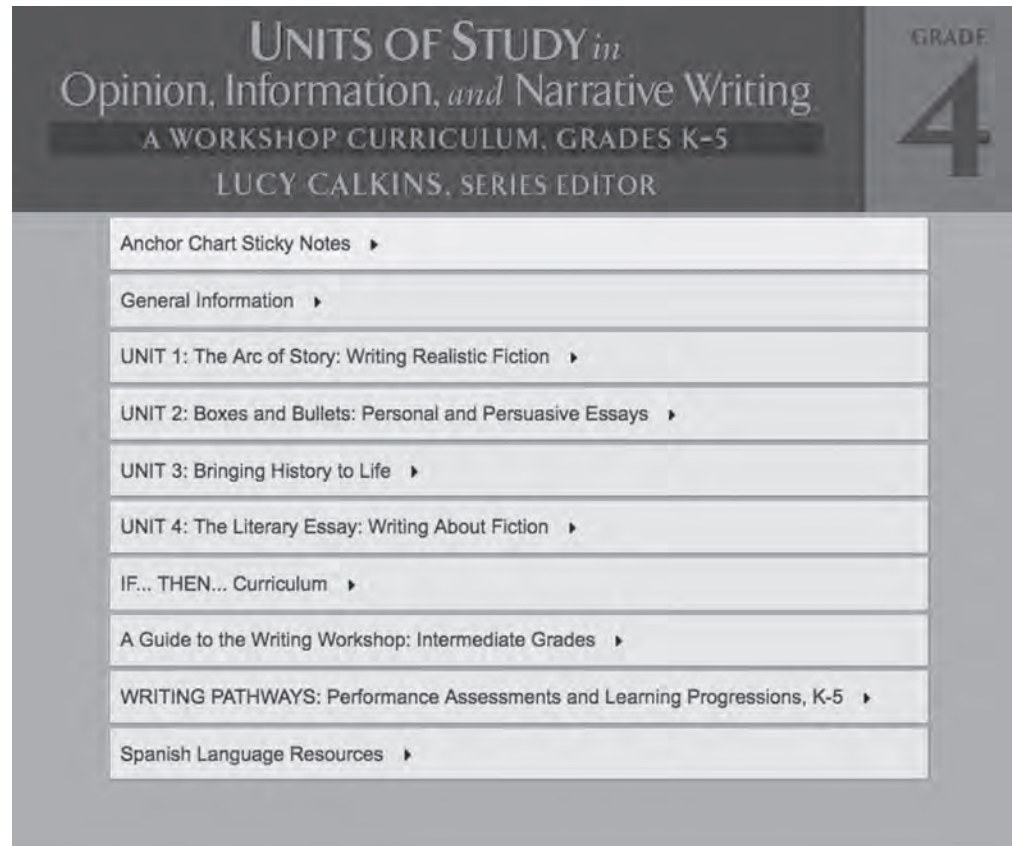 UNITS OF STUDY in
Opinion, Information, and Narrative Writing
A WORKSHOP CURRICULUM, GRADES K-5
LUCY CALKINS, SERIES EDITOR
GRADE
4
Anchor Chart Sticky Notes
General Information
UNIT 1: The Arc of Story: Writing Realistic Fiction
UNIT 2: Boxes and Bullets: Personal and Persuasive Essays
UNIT 3: Bringing History to Life
UNIT 4: The Literary Essay: Writing About Fiction
IF... THEN... Curriculum
A Guide to the Writing Workshop: Intermediate Grades
WRITING PATHWAYS: Performance Assessments and Learning Progressions, K-5
Spanish Language Resources